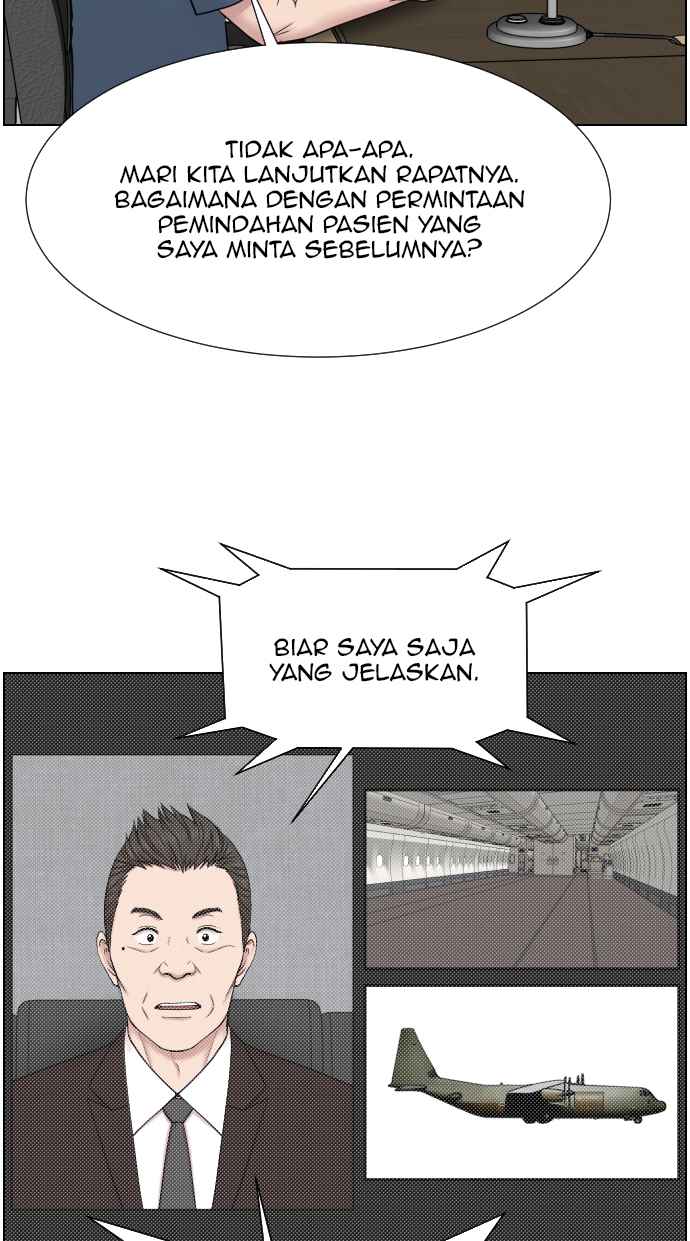 TIDAK APA-APA.
MARI KITA LANJUTKAN RAPATNYA.
BAGAIMANA DENGAN PERMINTAAN
PEMINDAHAN PASIEN YANG
SAYA MINTA SEBELUMNYA?
BIAR SAYA SAJA
YANG JELASKAN.